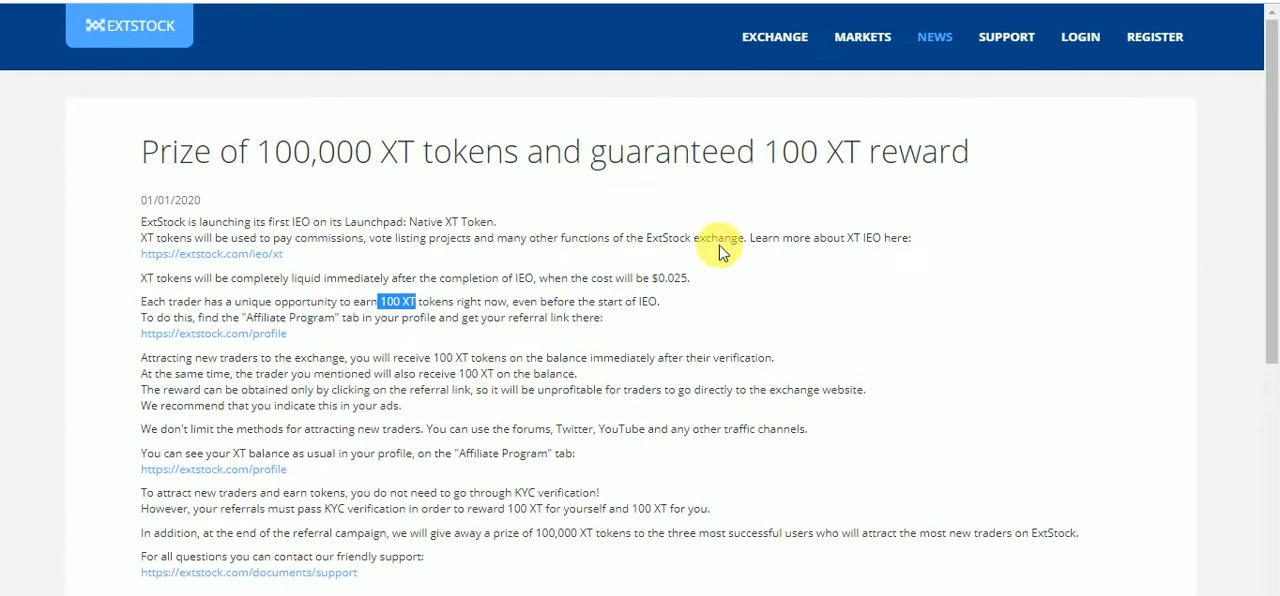 EXTSTOCK
EXCHANGE MARKETS NEWS SUPPORT LOGIN REGISTER
Prize of 100,000 XT tokens and guaranteed 100 XT reward
01/01/2020
ExtStock is launching its first IEO on its Launchpad: Native XT Token.
XT tokens will be used to pay commissions, vote listing projects and many other functions of the ExtStock exchange. Learn more about XT IEO here:
https://extstock.com/ieo/xt
XT tokens will be completely liquid immediately after the completion of IEO, when the cost will be $0.025.
Each trader has a unique opportunity to earn 100 XT tokens right now, even before the start of IEO.
To do this, find the "Affiliate Program" tab in your profile and get your referral link there:
https://extstock.com/profile
Attracting new traders to the exchange, you will receive 100 XT tokens on the balance immediately after their verification.
At the same time, the trader you mentioned will also receive 100 XT on the balance.
The reward can be obtained only by clicking on the referral link, so it will be unprofitable for traders to go directly to the exchange website.
We recommend that you indicate this in your ads.
We don't limit the methods for attracting new traders. You can use the forums, Twitter, YouTube and any other traffic channels.
You can see your XT balance as usual in your profile, on the "Affiliate Program" tab:
https://extstock.com/profile
To attract new traders and earn tokens, you do not need to go through KYC verification!
However, your referrals must pass KYC verification in order to reward 100 XT for yourself and 100 XT for you.
In addition, at the end of the referral campaign, we will give away a prize of 100,000 XT tokens to the three most successful users who will attract the most new traders on ExtStock.
For all questions you can contact our friendly support:
https://extstock.com/documents/support